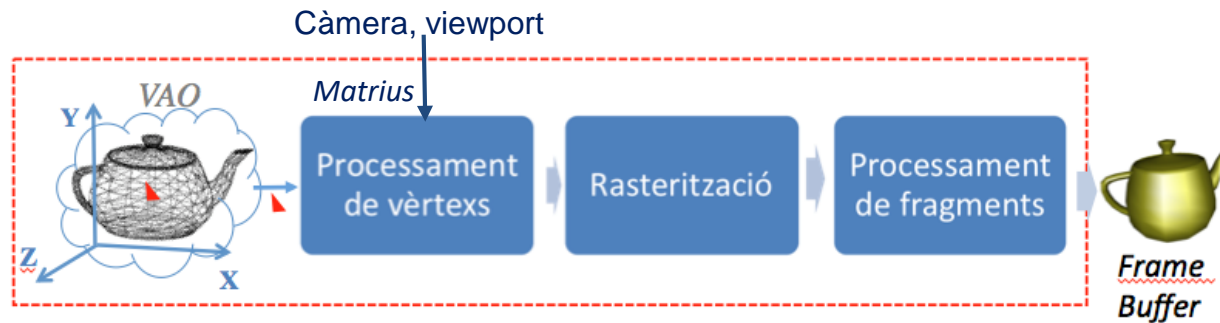 Càmera, viewport
VAO
Matrius
Y
Z
X
Processament
de vèrtexs
Rasterització
Processament
de fragments
Frame
Buffer